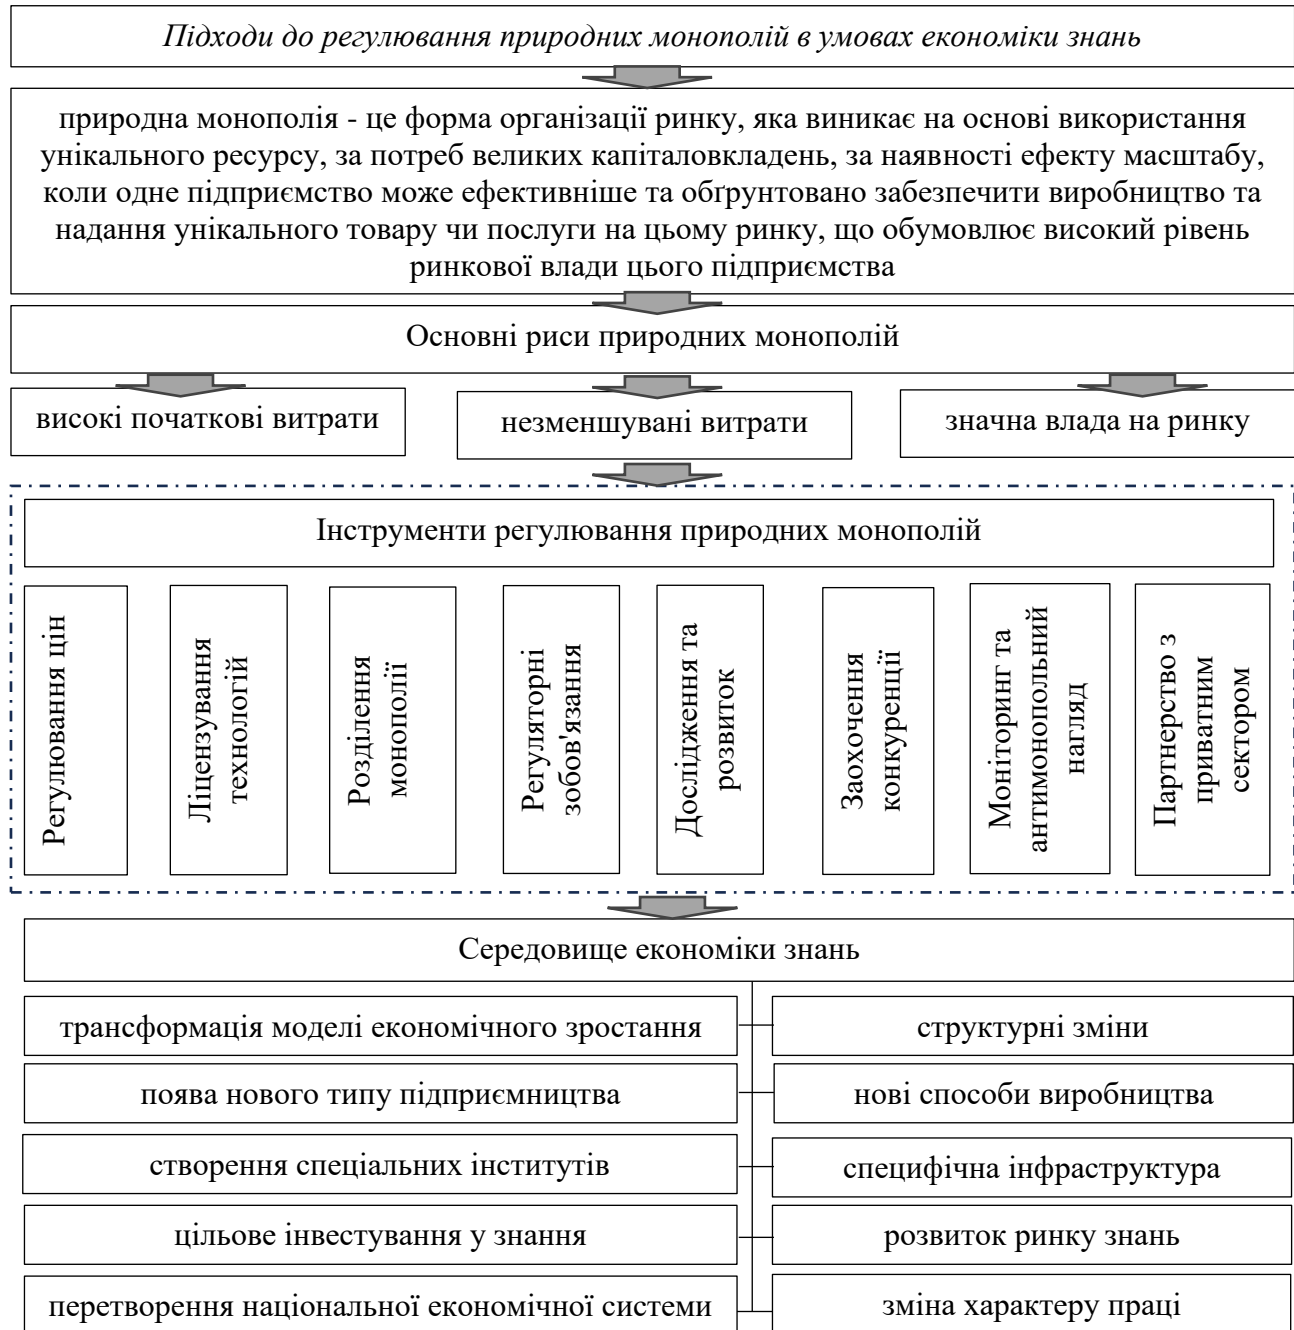 Підходи до регулювання природних монополій в умовах економіки знань
природна монополія - це форма організації ринку, яка виникає на основі використання
унікального ресурсу, за потреб великих капіталовкладень, за наявності ефекту масштабу,
коли одне підприємство може ефективніше та обґрунтовано забезпечити виробництво та
надання унікального товару чи послуги на цьому ринку, що обумовлює високий рівень
ринкової влади цього підприємства
Основні риси природних монополій
високі початкові витрати
незменшувані витрати
значна влада на ринку
Інструменти регулювання природних монополій
Регулювання цін
Ліцензування
технологій
Розділення
монополії
Регуляторні
зобов'язання
Дослідження та
розвиток
Заохочення
конкуренції
Моніторинг та
антимонопольний
нагляд
Партнерство з
приватним
сектором
Середовище економіки знань
трансформація моделі економічного зростання
структурні зміни
поява нового типу підприємництва
нові способи виробництва
створення спеціальних інститутів
специфічна інфраструктура
цільове інвестування у знання
розвиток ринку знань
перетворення національної економічної системи
зміна характеру праці